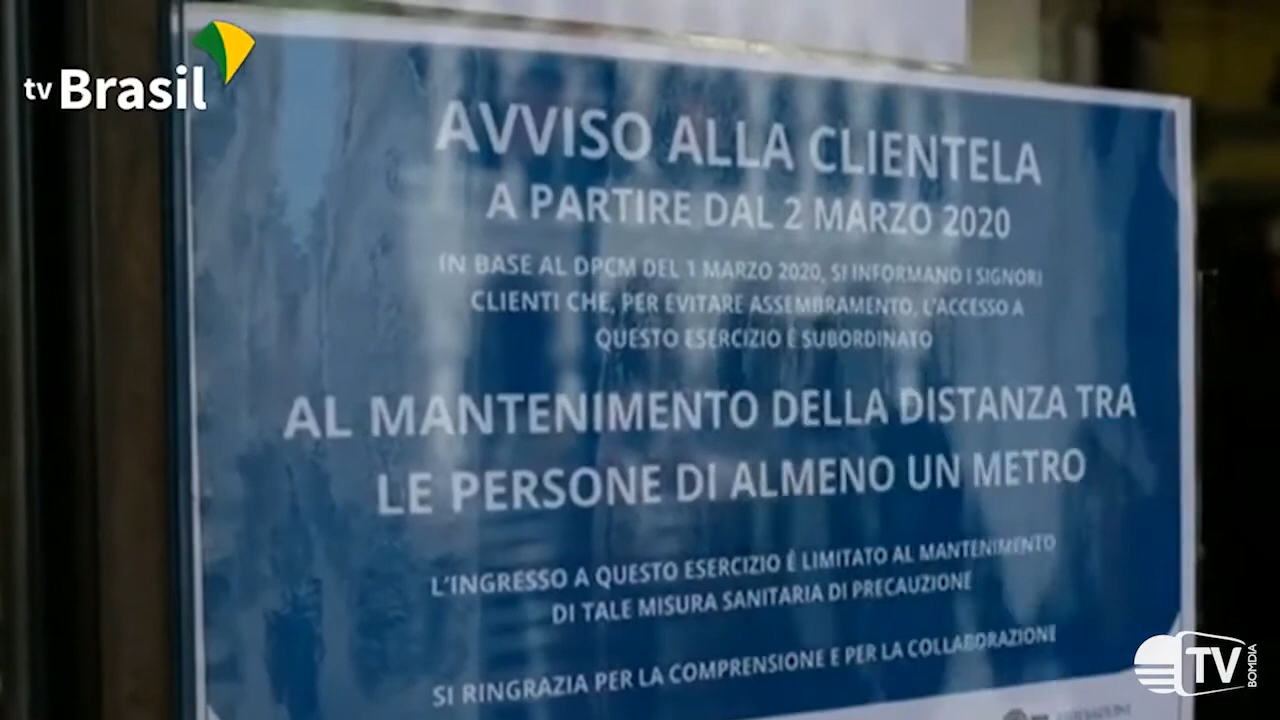 tv Brasil
AVVISO ALLA CLIENTELA
A PARTIRE DAL 2 MARZO 2020
IN BASE AL DPCM DEL 1 MARZO 2020, SI INFORMANO I SIGNORI
CLIENTI CHE, PER EVITARE ASSEMBRAMENTO, L'ACCESSO A
QUESTO ESERCIZIO È SUBORDINATO
AL MANTENIMENTO DELLA DISTANZA TRA
LE PERSONE DI ALMENO UN METRO
L'INGRESSO A QUESTO ESERCIZIO È LIMITATO AL MANTENIMENTO
DI TALE MISURA SANITARIA DI PRECAUZIONE
SI RINGRAZIA PER LA COMPRENSIONE E PER LA COLLABORAZIONE
TV BOMDIA